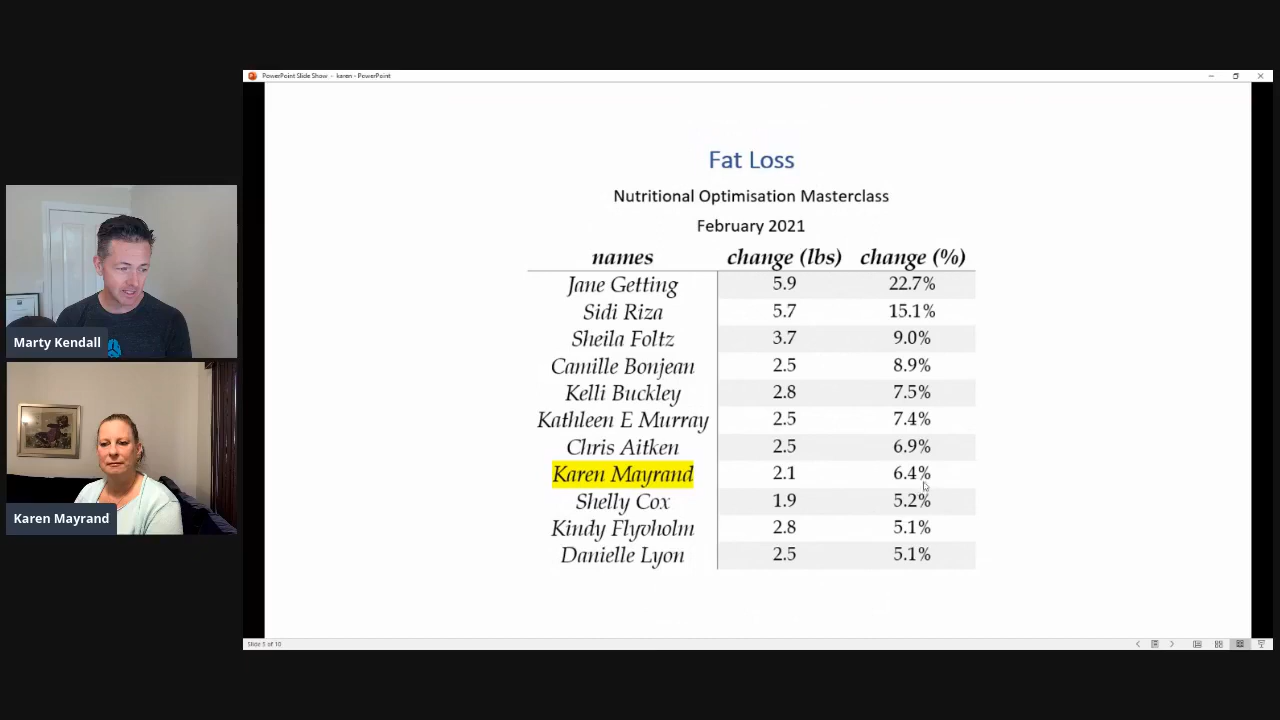 PowerPoint Slide Show - karen - PowerPoint
Fat Loss
Nutritional Optimisation Masterclass
February 2021
names change (lbs) change (%)
Jane Getting 5.9 22.7%
Sidi Riza 5.7 15.1%
Sheila Foltz 3.7 9.0%
Camille Bonjean 2.5 8.9%
Kelli Buckley 2.8 7.5%
Kathleen E Murray 2.5 7.4%
Chris Aitken 2.5 6.9%
Karen Mayrand 2.1 6.4%
Shelly Cox 1.9 5.2%
Kindy Flyvholm 2.8 5.1%
Danielle Lyon 2.5 5.1%
Marty Kendall
Karen Mayrand
Slide 5 of 10